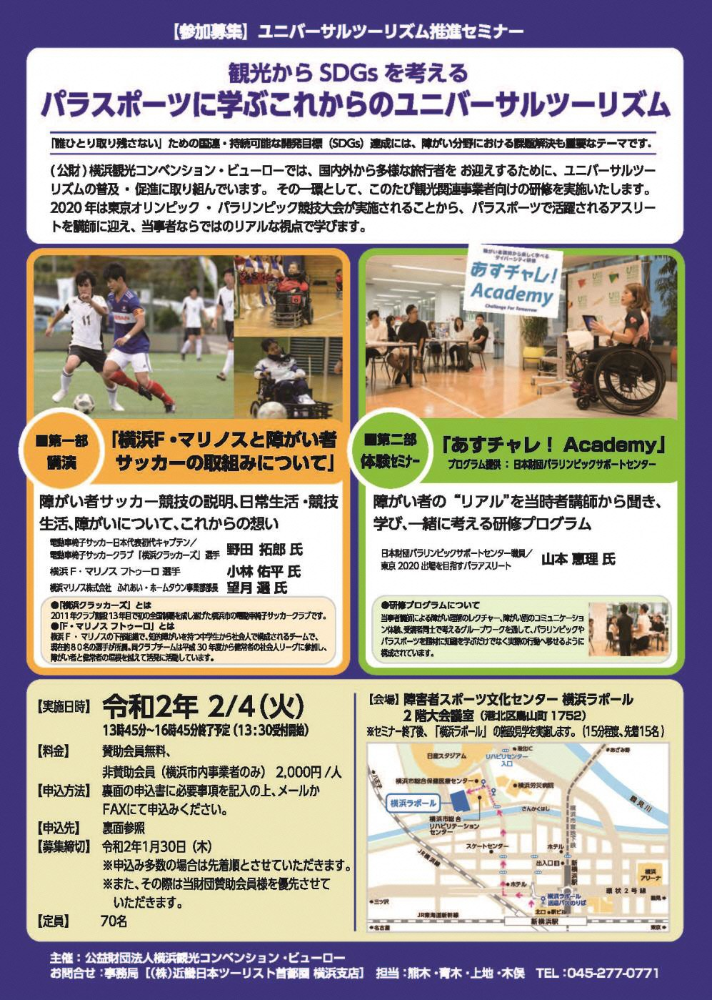 【参加募集】ユニバーサルツーリズム推進セミナー
観光から SDGs を考える
パラスポーツに学ぶこれからのユニバーサルツーリズム
「誰ひとり取り残さない」ための国連・持続可能な開発目標（SDGs）達成には、障がい分野における課題解決も重要なテーマです。
(公財)横浜観光コンベンション・ビューローでは、国内外から多様な旅行者を お迎えするために、ユニバーサルツー
リズムの普及・促進に取り組んでいます。その一環として、このたび観光関連事業者向けの研修を実施いたします。
2020 年は東京オリンピック・パラリンピック競技大会が実施されることから、パラスポーツで活躍されるアスリー
トを講師に迎え、当事者ならではのリアルな視点で学びます。
障がい者講師から楽しく学べる
ダイバーシティ研修
あすチャレ！
Academy
Challenge For Tomorrow
11
■第一部
講演
「横浜F・マリノスと障がい者
サッカーの取組みについて」
障がい者サッカー競技の説明、日常生活・競技
生活、障がいについて、これからの想い
電動車椅子サッカー日本代表初代キャプテン／
電動車椅子サッカークラブ「横浜クラッカーズ」選手 野田 拓郎 氏
横浜F・マリノス フトゥーロ 選手 小林 佑平 氏
横浜マリノス株式会社 ふれあい・ホームタウン事業部部長 望月 選 氏
●「横浜クラッカーズ」とは
2011年クラブ創設13年目で初の全国制覇を成し遂げた横浜市の電動車椅子サッカークラブです。
●「F・マリノス フトゥーロ」とは
横浜F・マリノスの下部組織で、知的障がいを持つ中学生から社会人で構成されるチームで、
現在約80名の選手が所属。同クラブチームは平成30年度から健常者の社会人リーグに参加し、
障がい者と健常者の垣根を越えて活発に活動しています。
■第二部
体験セミナー
「あすチャレ！ Academy」
プログラム提供：日本財団パラリンピックサポートセンター
障がい者の“リアル”を当時者講師から聞き、
学び、一緒に考える研修プログラム
日本財団パラリンピックサポートセンター職員／
東京2020出場を目指すパラアスリート 山本 恵理 氏
●研修プログラムについて
当事者講師による障がい理解のレクチャー、障がい別のコミュニケーショ
ン体験、受講者同士で考えるグループワークを通して、パラリンピックや
パラスポーツを題材に知識を学ぶだけでなく実際の行動へ移せるように
構成されています。
【実施日時】 令和2年 2/4（火）
13時45分～16時45分終了予定（13：30受付開始）
【料金】 賛助会員無料、
非賛助会員（横浜市内事業者のみ） 2,000円/人
【申込方法】 裏面の申込書に必要事項を記入の上、メールか
FAXにて申込みください。
【申込先】 裏面参照
【募集締切】 令和2年1月30日（木）
※申込み多数の場合は先着順とさせていただきます。
※また、その際は当財団賛助会員様を優先させて
いただきます。
【定員】 70名
【会場】障害者スポーツ文化センター 横浜ラポール
2 階大会議室（港北区鳥山町 1752）
※セミナー終了後、「横浜ラポール」の施設見学を実施します。（15分程度、先着15名）
日産スタジアム
リハビリセンター
入口
港北IC
あざみ野
八王子
横浜市総合保健医療センター
横浜労災病院
横浜ラポール
鶴見川
さんかくはし
横浜市総合
リハビリテーション
センター
横浜市営地下鉄
スケートセンター
ホテル
JR横浜線
出入口8
新横浜駅
横浜
アリーナ
ホテル
環状2号線
鶴見
三ツ沢
横浜ラポール
送迎バスのりば
北口 駅ビル
JR東海道新幹線
新横浜駅
名古屋
東京
主催：公益財団法人横浜観光コンベンション・ビューロー
お問合せ：事務局［（株）近畿日本ツーリスト首都圏 横浜支店］ 担当：熊木・青木・上地・木俣 TEL：045-277-0771